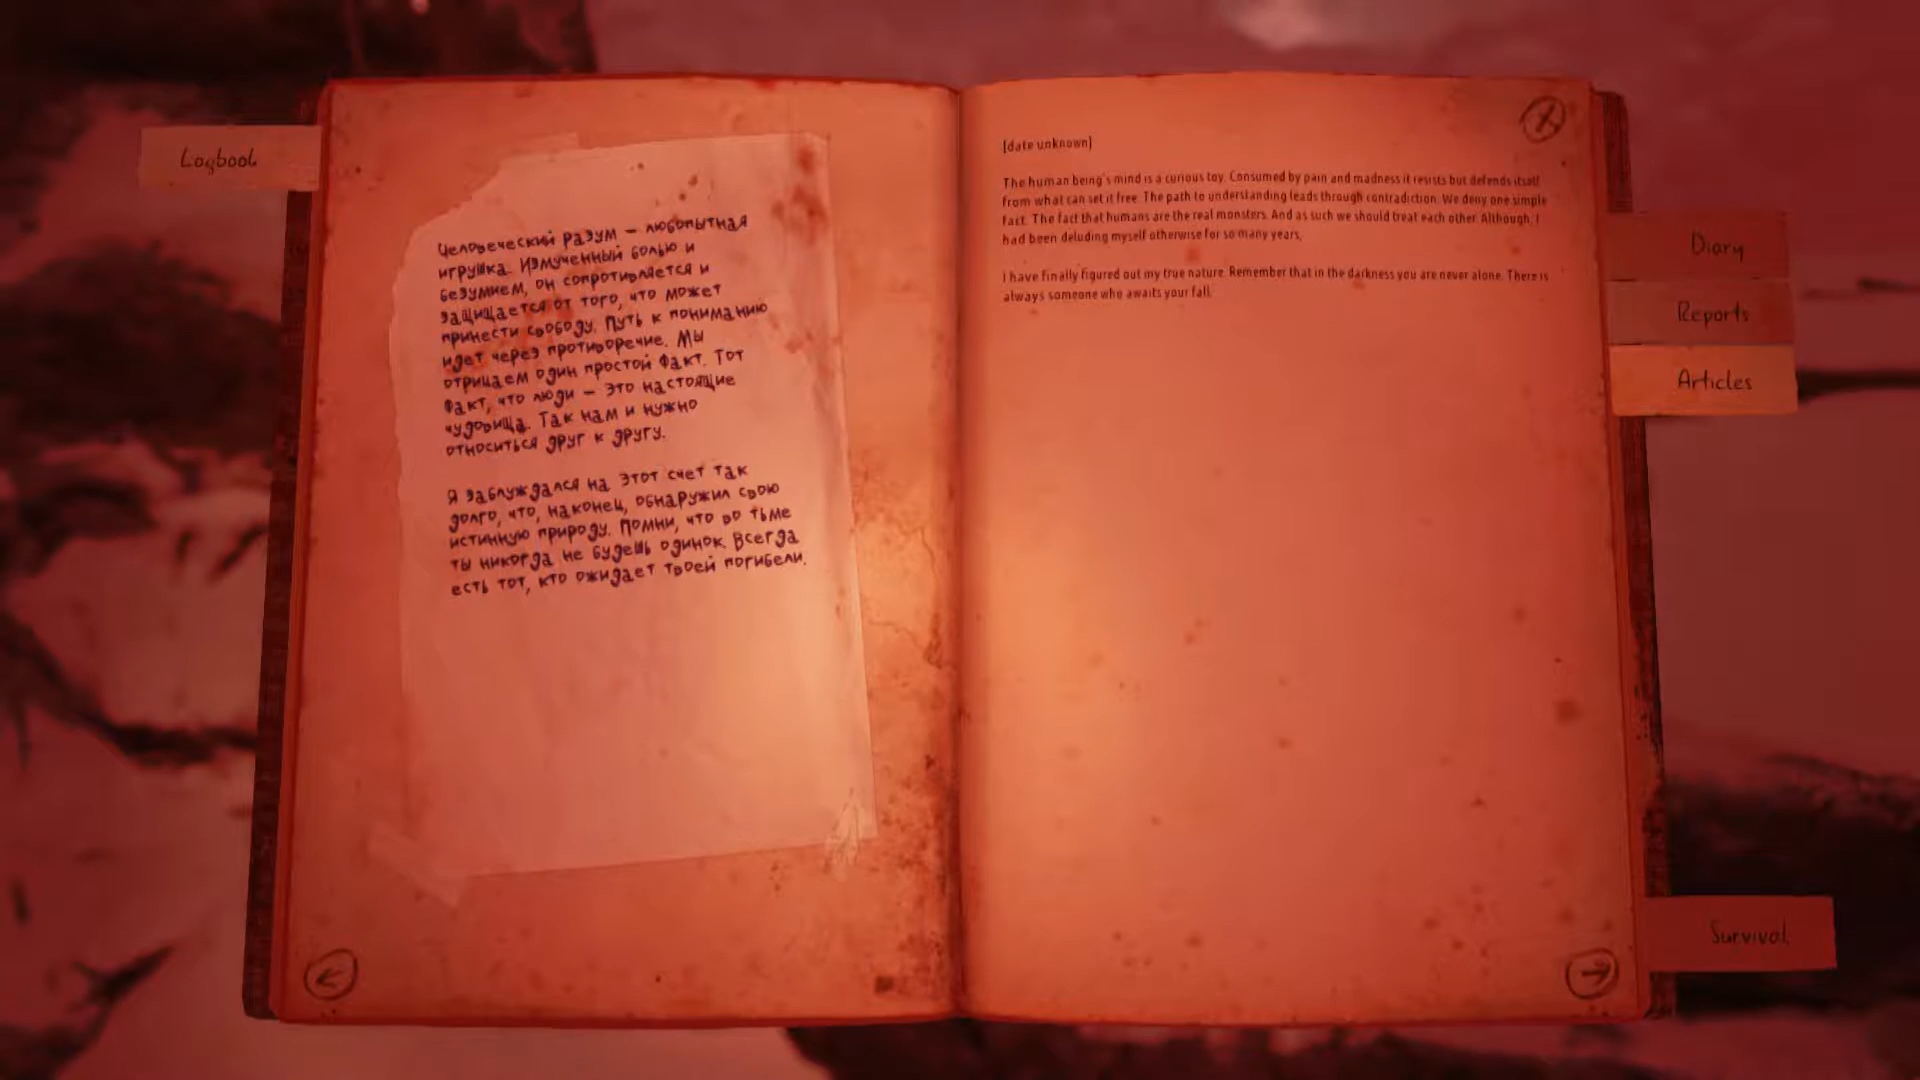 Logbook
Человеческий разум – любопытная
игрушка. Измученный болью и
безумием, он сопротивляется и
защищается от того, что может
принести свободу. Путь к пониманию
идет через противоречие. Мы
отрицаем один простой факт. Тот
факт, что люди – это настоящие
чудовища. Так нам и нужно
относиться друг к другу.
Я заблуждался на этот счет так
долго, что, наконец, обнаружил свою
истинную природу. Помни, что во тьме
ты никогда не будешь одинок. Всегда
есть тот, кто ожидает твоей погибели.
[date unknown]
The human being's mind is a curious toy. Consumed by pain and madness it resists but defends itself
from what can set it free. The path to understanding leads through contradiction. We deny one simple
fact. The fact that humans are the real monsters. And as such we should treat each other. Although, I
had been deluding myself otherwise for so many years,
I have finally figured out my true nature. Remember that in the darkness you are never alone. There is
always someone who awaits your fall.
Diary
Reports
Articles
Survival